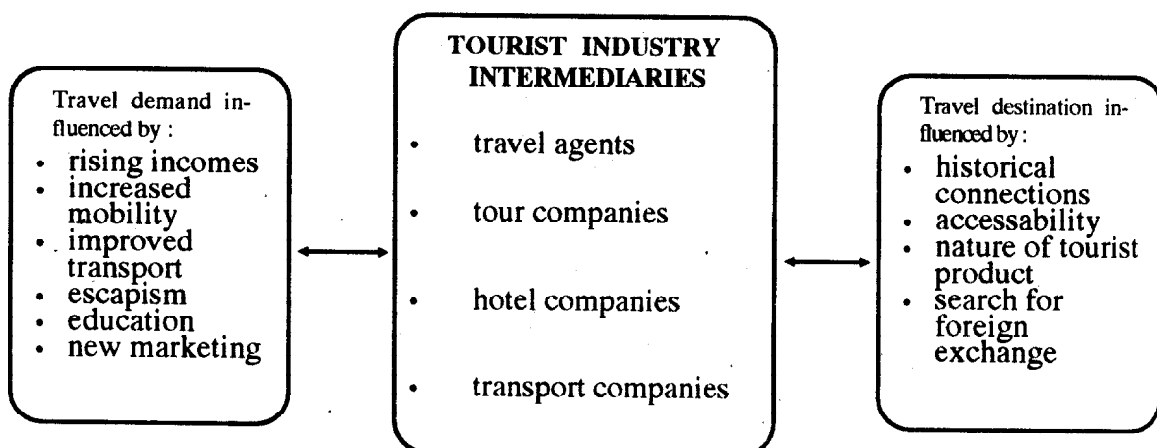 Travel demand in-
fluenced by :
• rising incomes
• increased
mobility
• improved
transport
• escapism
• education
• new marketing
TOURIST INDUSTRY
INTERMEDIARIES
• travel agents
• tour companies
• hotel companies
• transport companies
Travel destination in-
fluenced by :
• historical
connections
• accessability
• nature of tourist
product
• search for
foreign
exchange